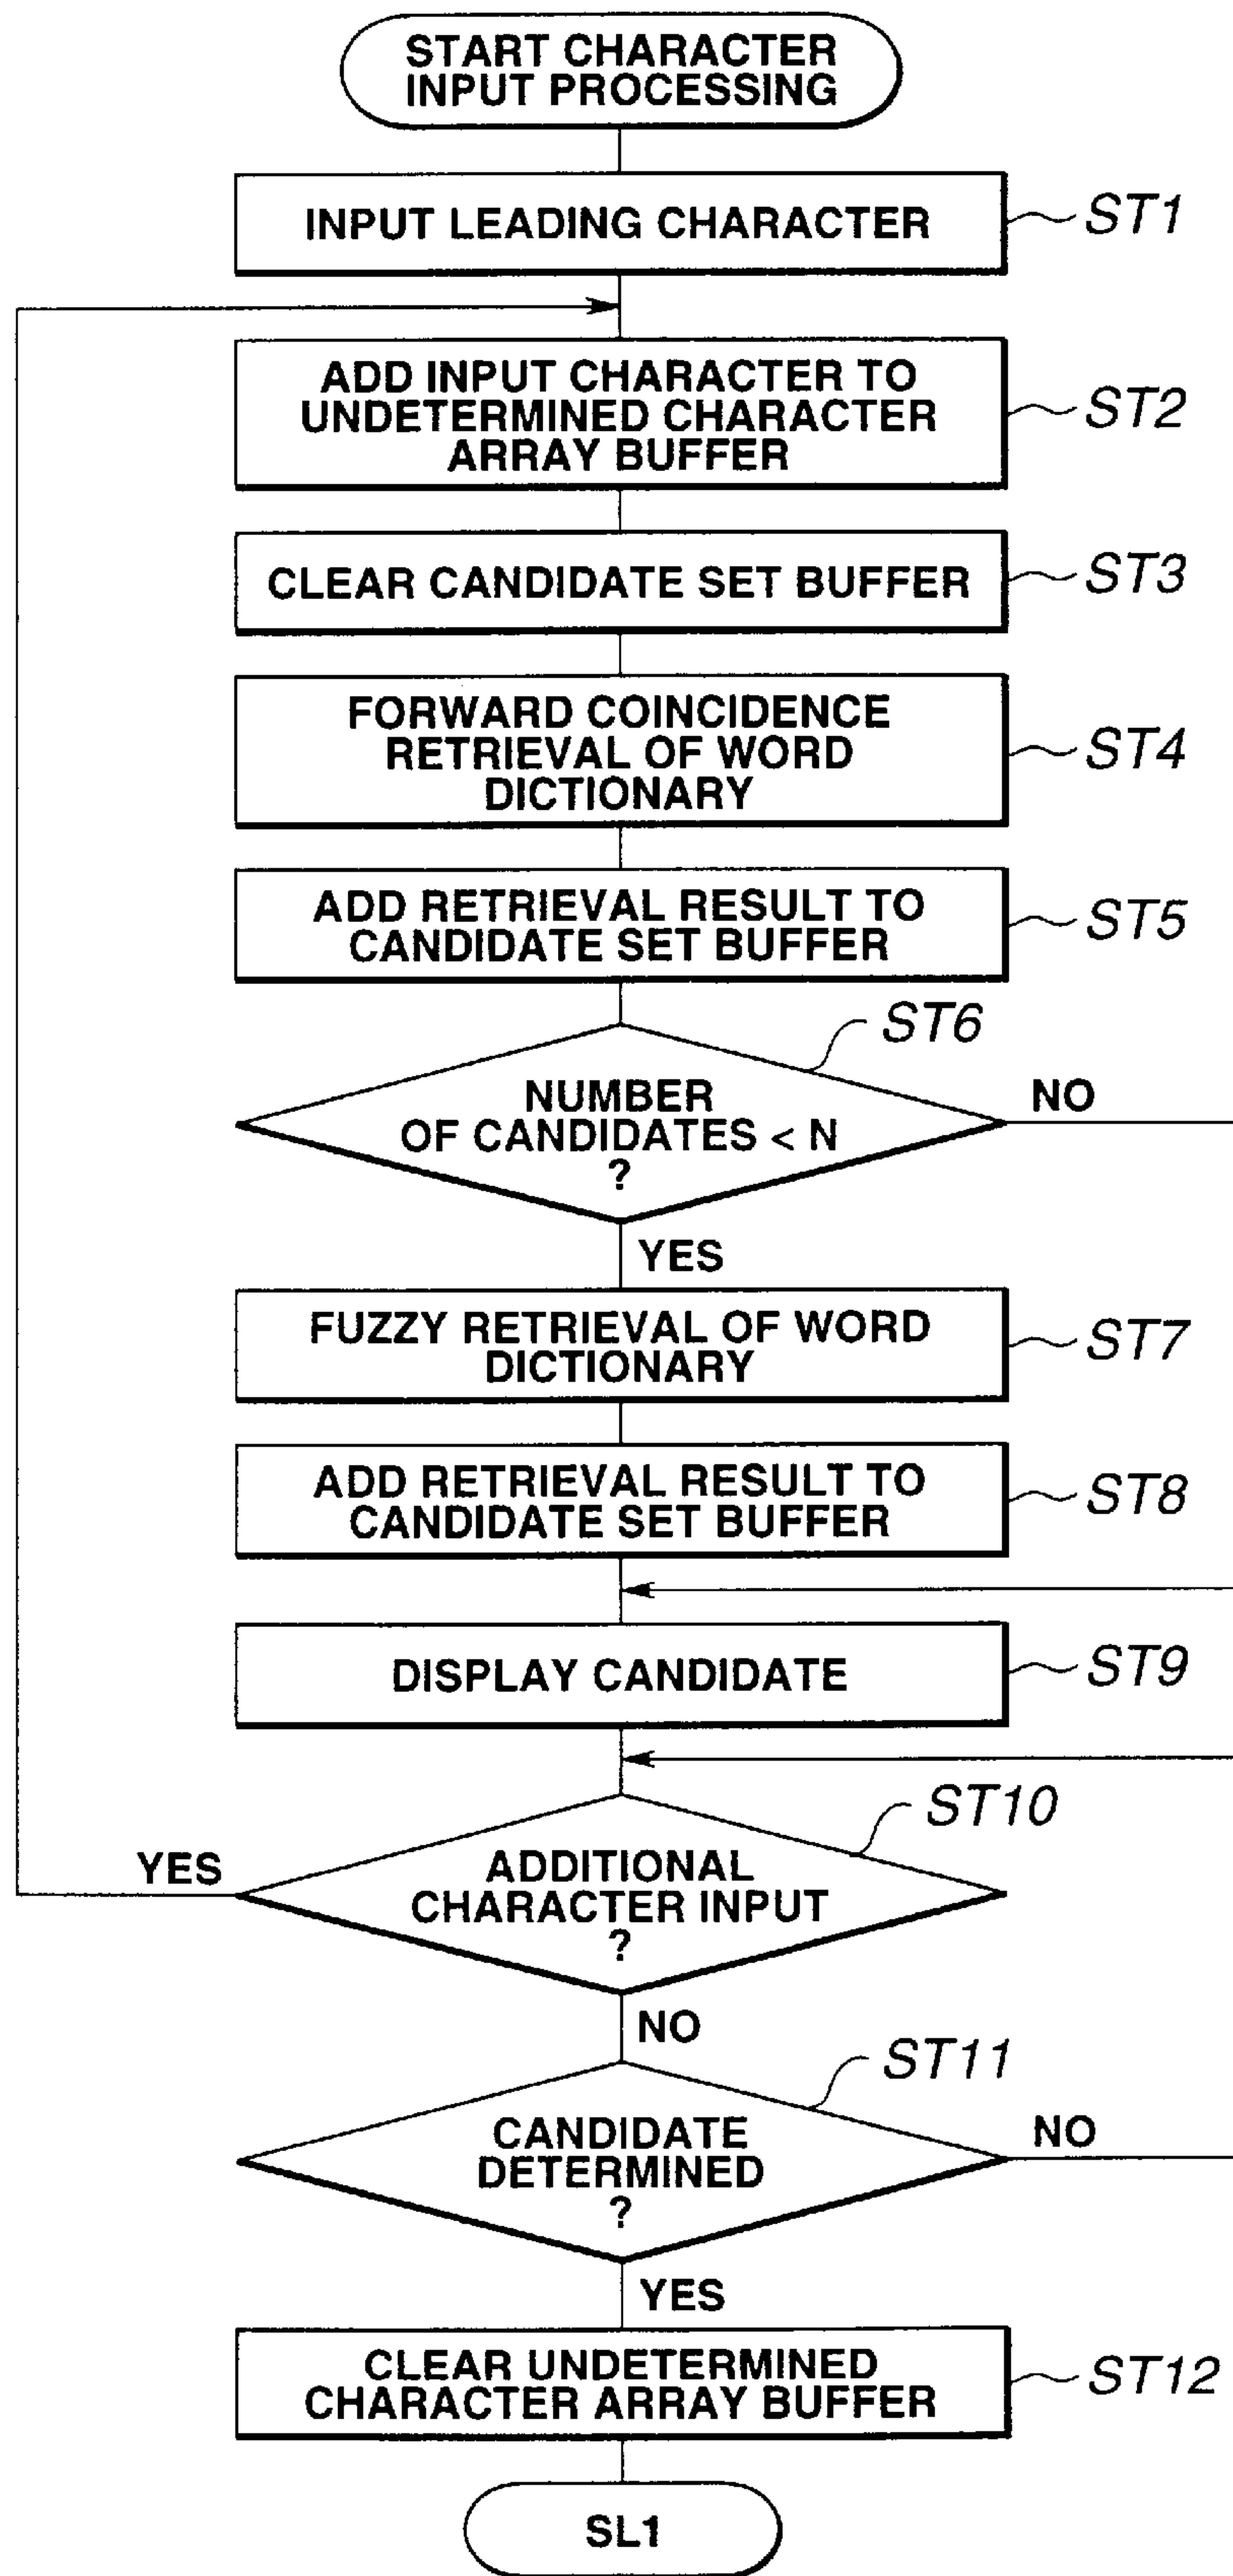 START CHARACTER
INPUT PROCESSING
INPUT LEADING CHARACTER
ST1
ADD INPUT CHARACTER TO
UNDETERMINED CHARACTER
ARRAY BUFFER
ST2
CLEAR CANDIDATE SET BUFFER
ST3
FORWARD COINCIDENCE
RETRIEVAL OF WORD
DICTIONARY
ST4
ADD RETRIEVAL RESULT TO
CANDIDATE SET BUFFER
ST5
ST6
NUMBER
OF CANDIDATES < N
?
NO
YES
FUZZY RETRIEVAL OF WORD
DICTIONARY
ST7
ADD RETRIEVAL RESULT TO
CANDIDATE SET BUFFER
ST8
DISPLAY CANDIDATE
ST9
ST10
YES
ADDITIONAL
CHARACTER INPUT
?
NO
ST11
CANDIDATE
DETERMINED
?
NO
YES
CLEAR UNDETERMINED
CHARACTER ARRAY BUFFER
ST12
SL1